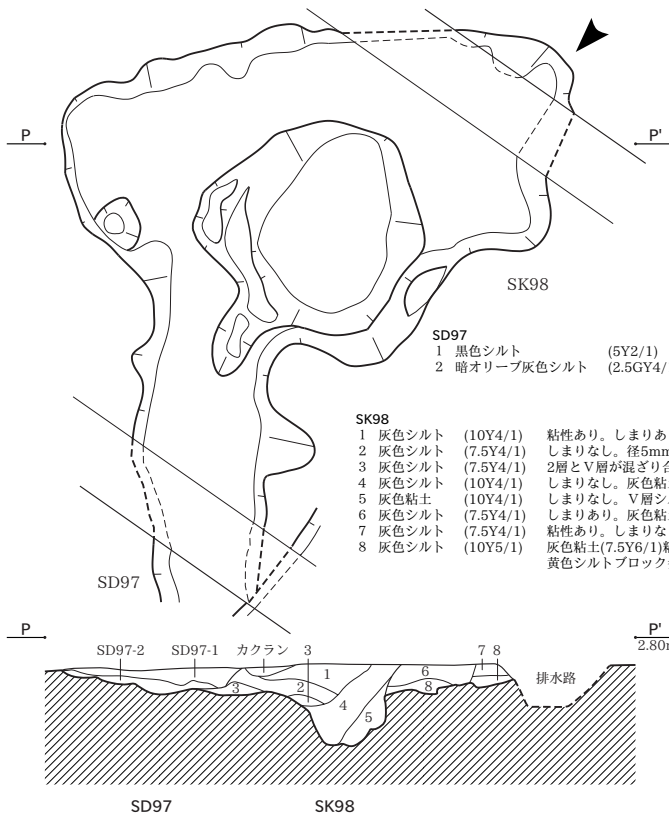 P P'
SK98
SD97
1 黒色シルト (5Y2/1)
2 暗オリーブ灰色シルト (2.5GY4/
SK98
1 灰色シルト (10Y4/1) 粘性あり。しまりあ
2 灰色シルト (7.5Y4/1) しまりなし。径5mm
3 灰色シルト (7.5Y4/1) 2層とV層が混ざり合
4 灰色シルト (10Y4/1) しまりなし。灰色粘
5 灰色粘土 (10Y4/1) しまりなし。V層シ
6 灰色シルト (7.5Y4/1) しまりあり。灰色粘
7 灰色シルト (7.5Y4/1) 粘性あり。しまりな
8 灰色シルト (10Y5/1) 灰色粘土(7.5Y6/1)粘
黄色シルトブロック
SD97
P P'
2.80m
SD97-2 SD97-1 カクラン 3 7 8
1 6 排水路
3 2 8
4
5
SD97 SK98